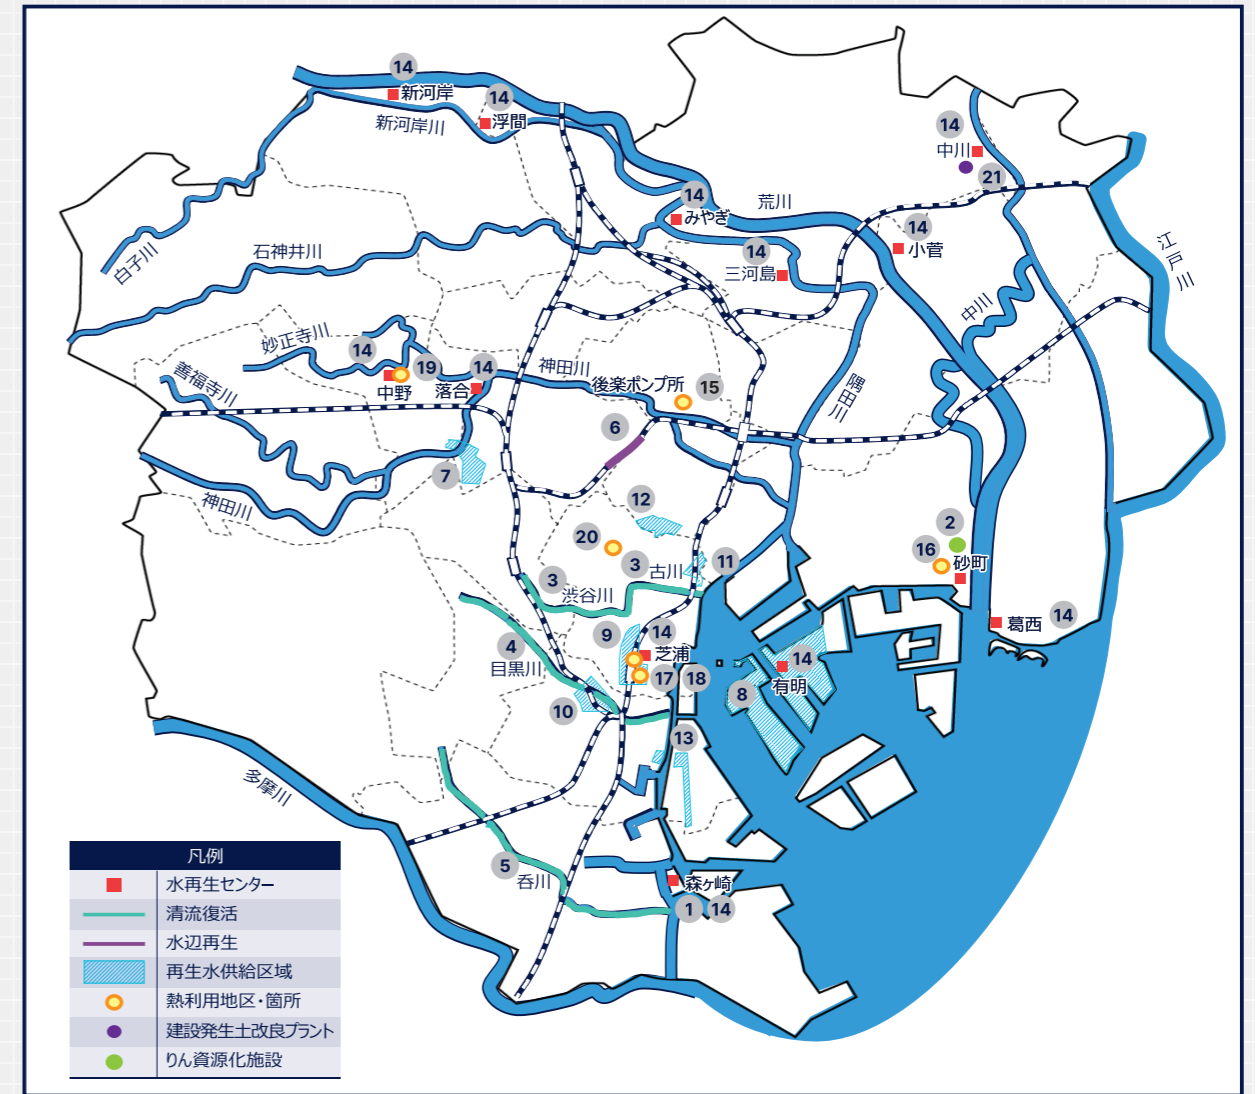 14
新河岸
14
浮間
新河岸川
14
中川
21
14
みやぎ
荒川
14
小菅
14
三河島
江戸川
白子川
石神井川
中川
妙正寺川
14
19
14
中野
落合
神田川
善福寺川
後楽ポンプ所
15
隅田川
6
7
神田川
12
2
20
16
砂町
3
古川
11
3
渋谷川
9
14
芝浦
葛西
14
4
目黒川
17
18
14
有明
8
10
13
多摩川
5
呑川
森ヶ崎
1
14
凡例
水再生センター
清流復活
水辺再生
再生水供給区域
熱利用地区・箇所
建設発生土改良プラント
りん資源化施設